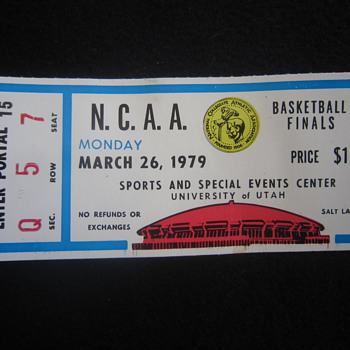 ENTER PORTAL 15
Q 5 7
SEC. ROW SEAT
N. C. A. A.
MONDAY
MARCH 26, 1979
BASKETBALL
FINALS
PRICE $1
SPORTS AND SPECIAL EVENTS CENTER
UNIVERSITY of UTAH
NO REFUNDS OR
EXCHANGES
SALT LA